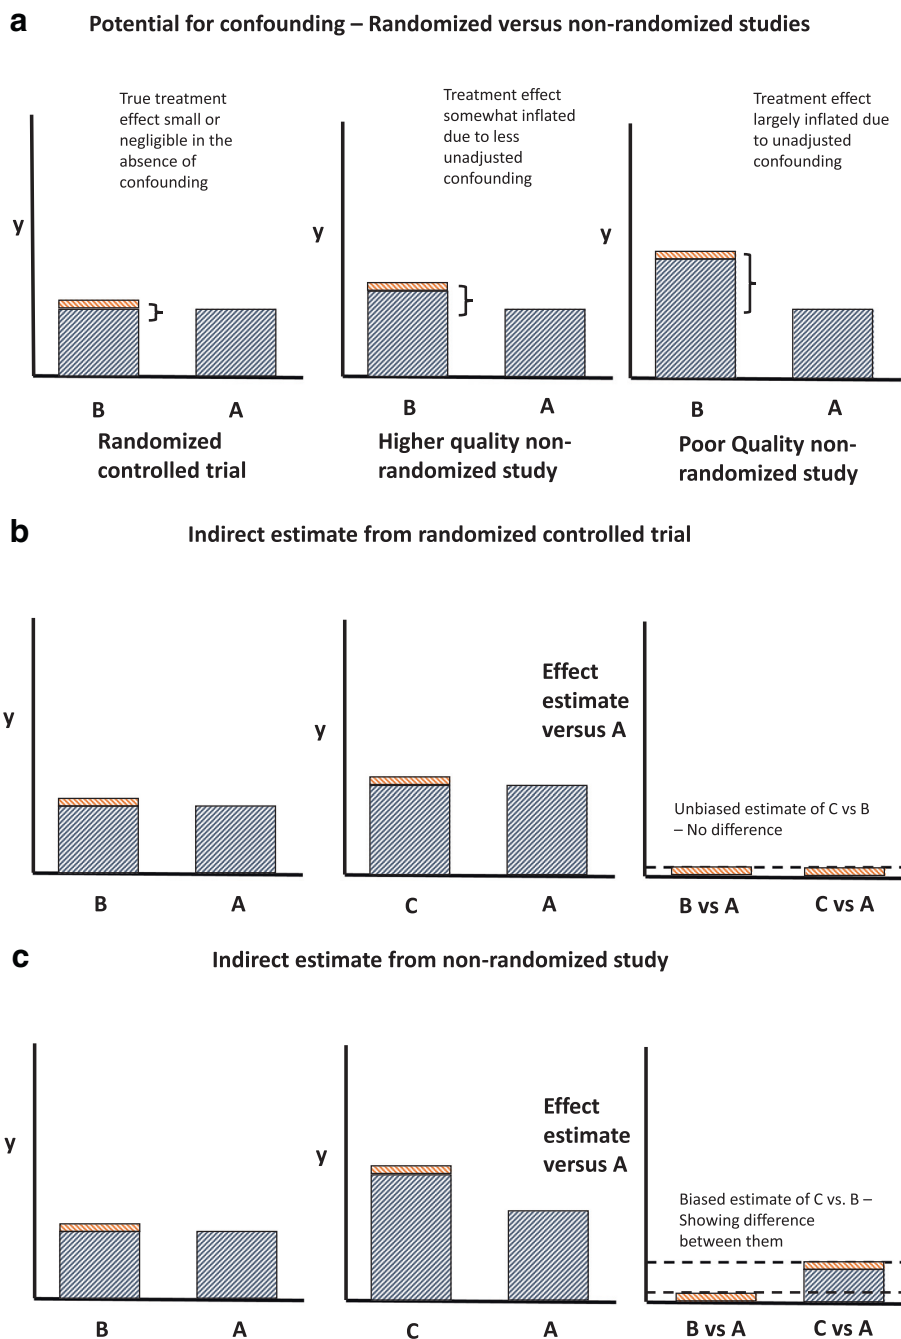 a
Potential for confounding – Randomized versus non-randomized studies
True treatment
effect small or
negligible in the
absence of
confounding
Treatment effect
somewhat inflated
due to less
unadjusted
confounding
Treatment effect
largely inflated due
to unadjusted
confounding
y
y
y
B
A
B
A
B
A
Randomized
controlled trial
Higher quality non-
randomized study
Poor Quality non-
randomized study
b
Indirect estimate from randomized controlled trial
y
y
Effect
estimate
versus A
Unbiased estimate of C vs B
– No difference
B
A
C
A
B vs A
C vs A
c
Indirect estimate from non-randomized study
y
y
Effect
estimate
versus A
Biased estimate of C vs. B –
Showing difference
between them
B
A
C
A
B vs A
C vs A